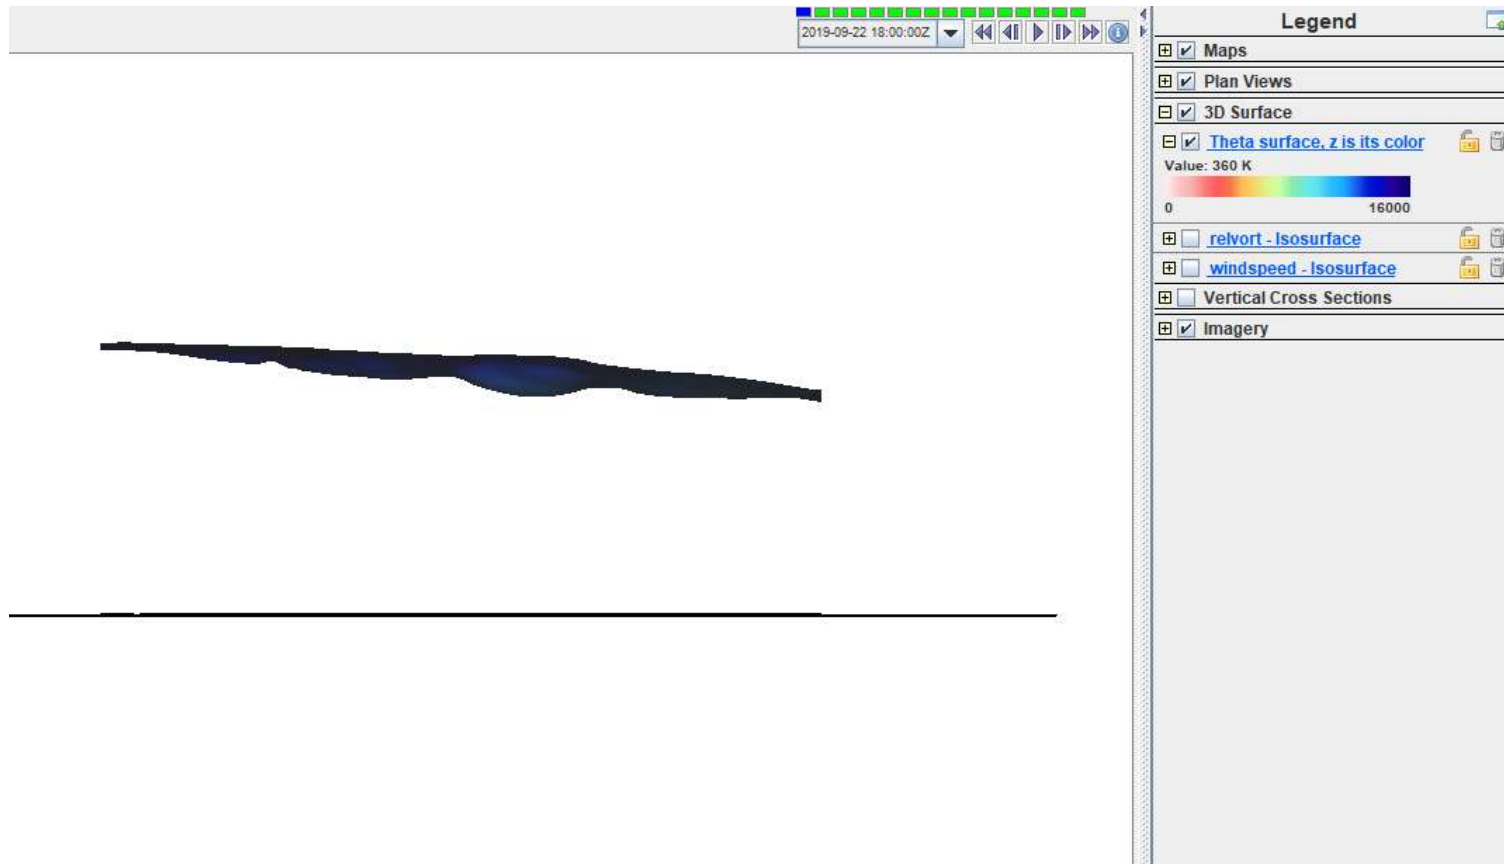 2019-09-22 18:00:00Z
Legend
Maps
Plan Views
3D Surface
Theta surface, z is its color
Value: 360 K
0 16000
relvort - Isosurface
windspeed - Isosurface
Vertical Cross Sections
Imagery